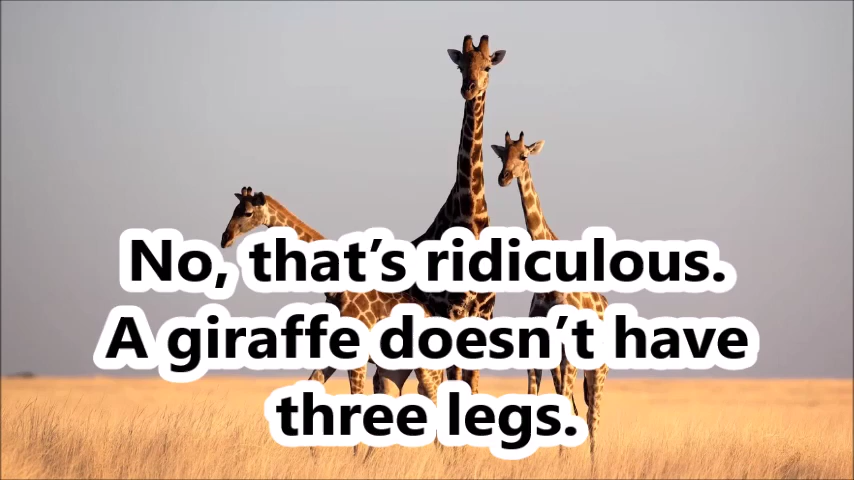 No, that’s ridiculous.
A giraffe doesn’t have
three legs.